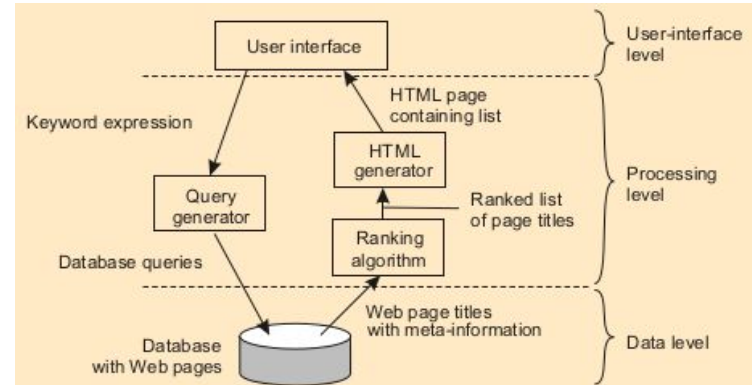 User interface
User-interface
level
Keyword expression
HTML page
containing list
HTML
generator
Processing
level
Query
generator
Ranked list
of page titles
Ranking
algorithm
Database queries
Web page titles
with meta-information
Database
with Web pages
Data level